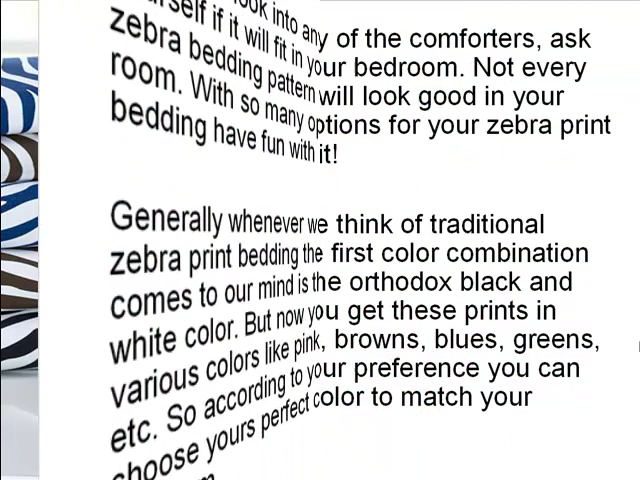 look into any of the comforters, ask
self if it will fit in your bedroom. Not every
zebra bedding pattern will look good in your
room. With so many options for your zebra print
bedding have fun with it!
Generally whenever we think of traditional
zebra print bedding the first color combination
comes to our mind is the orthodox black and
white color. But now you get these prints in
various colors like pink, browns, blues, greens,
etc. So according to your preference you can
choose yours perfect color to match your